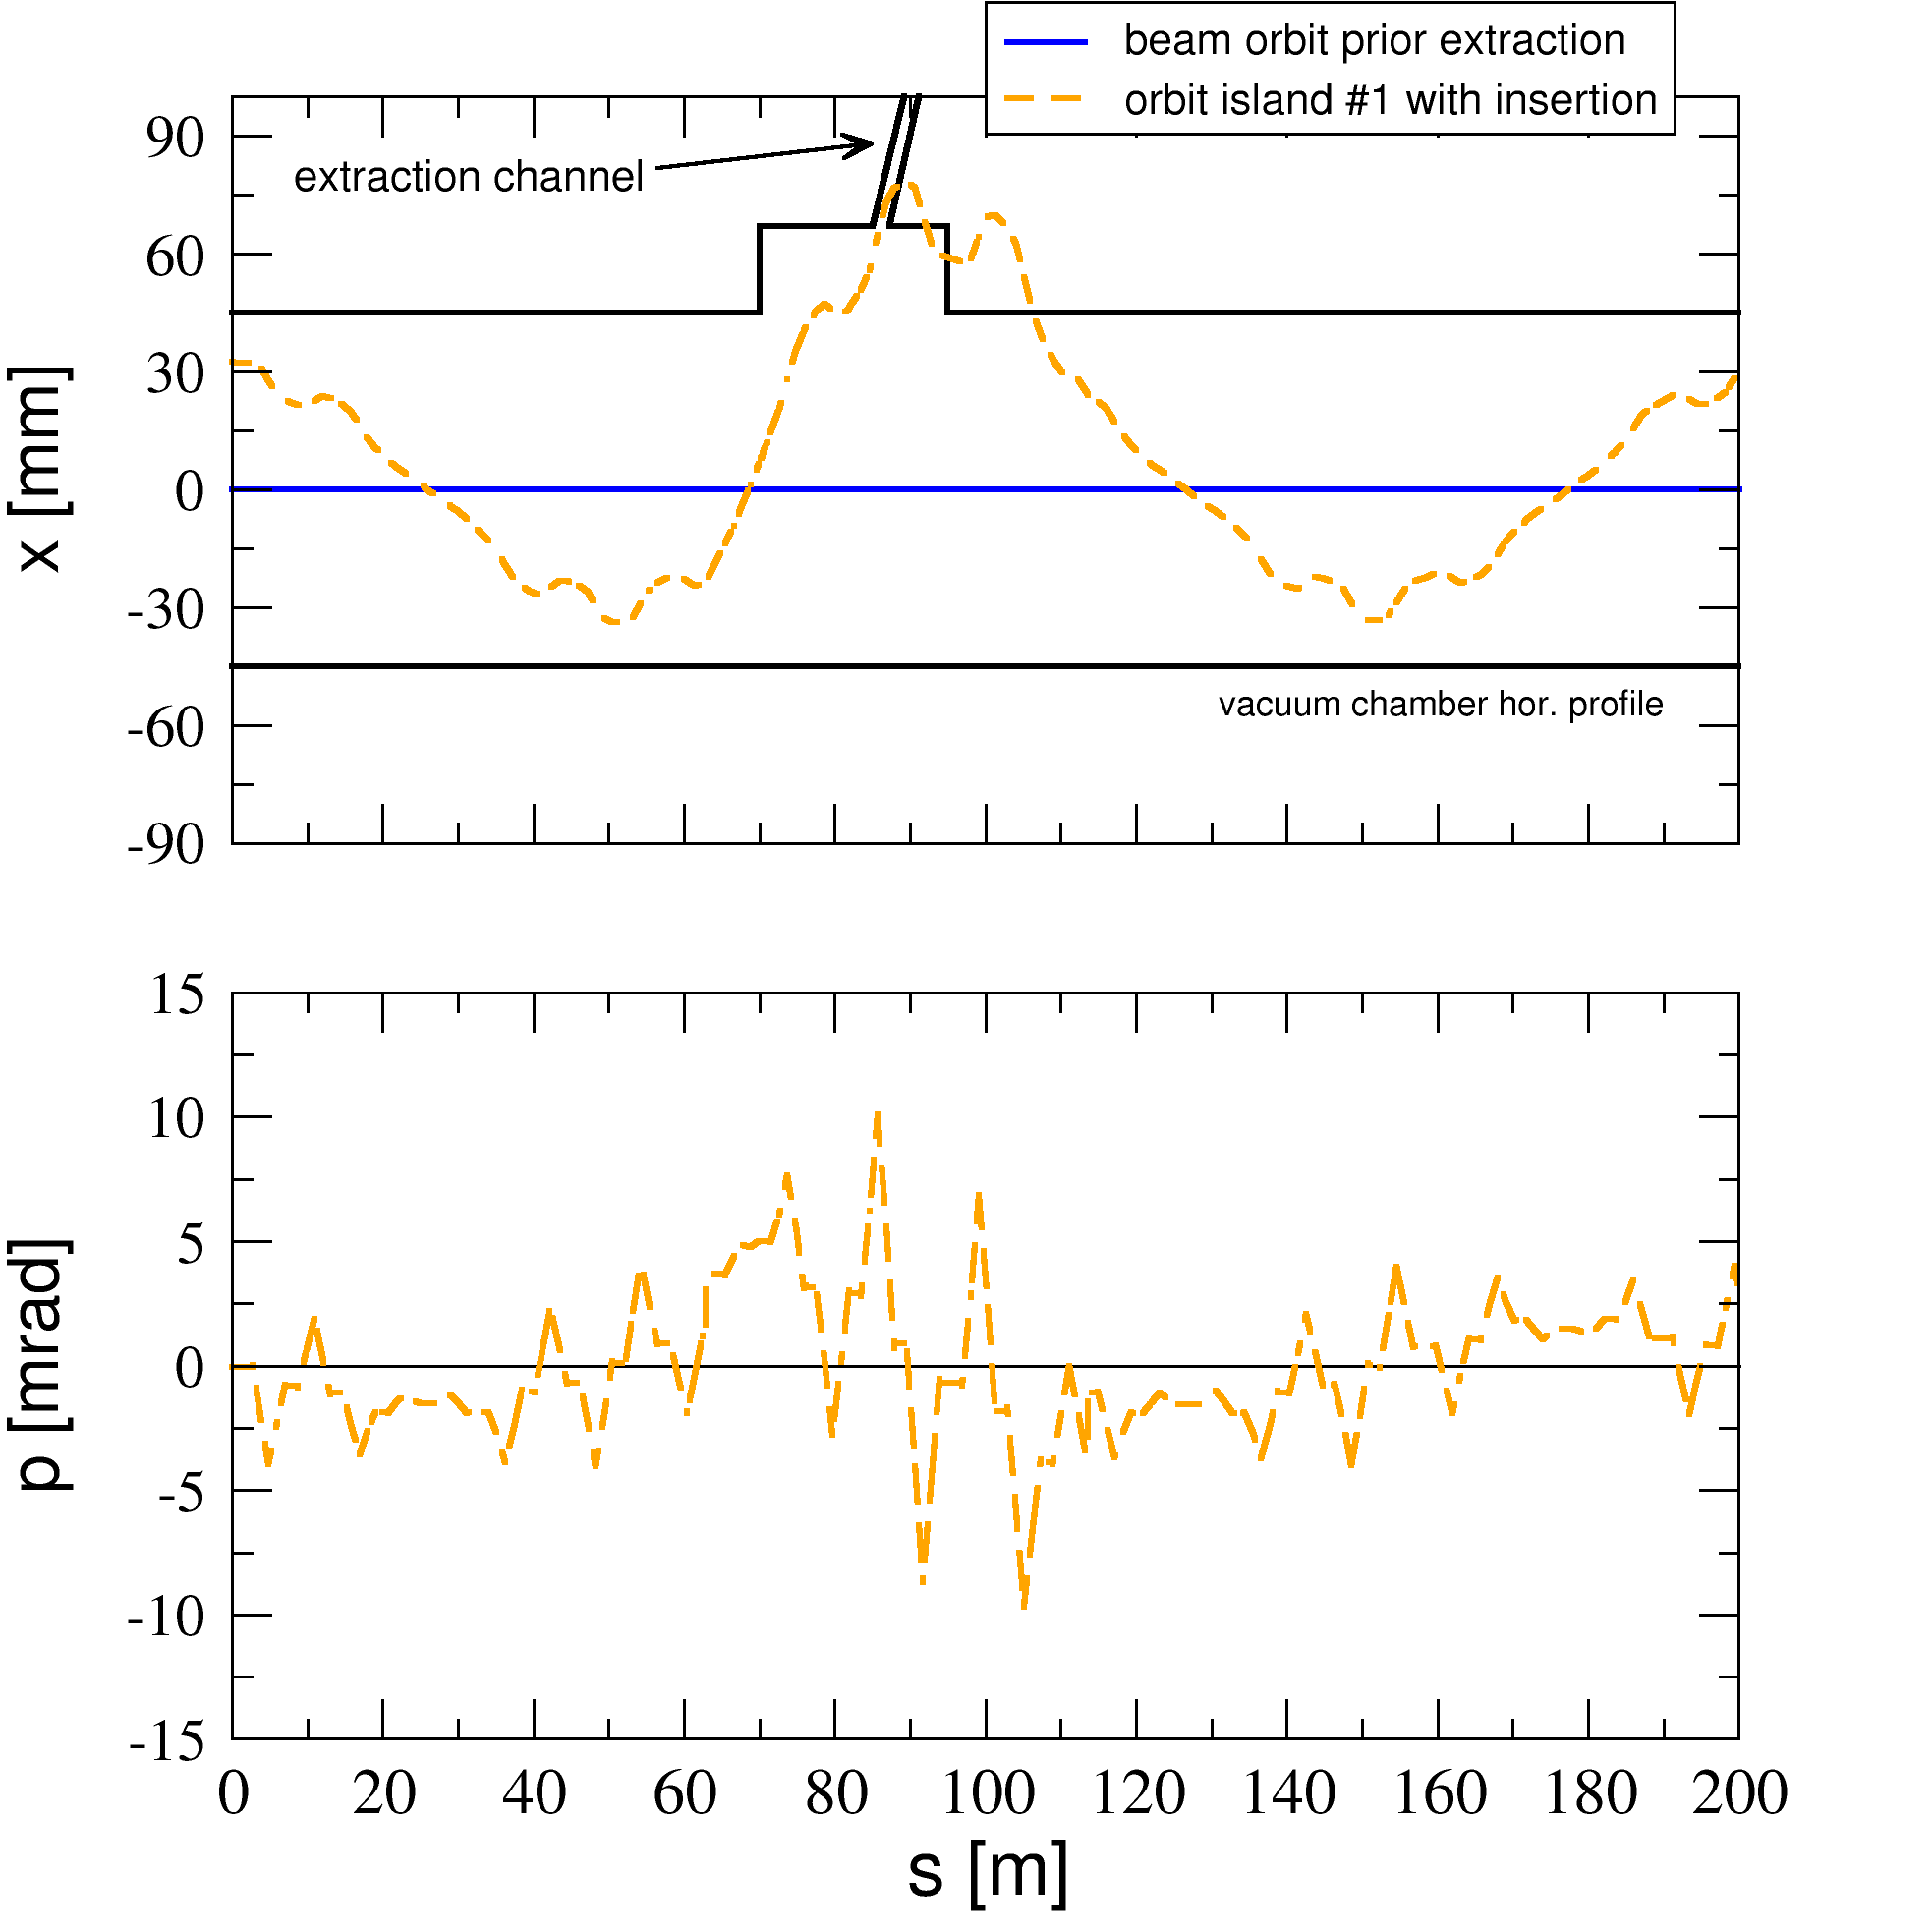 beam orbit prior extraction
orbit island #1 with insertion
extraction channel
90
60
30
0
-30
-60
-90
x [mm]
vacuum chamber hor. profile
15
10
5
0
-5
-10
-15
p [mrad]
0 20 40 60 80 100 120 140 160 180 200
s [m]